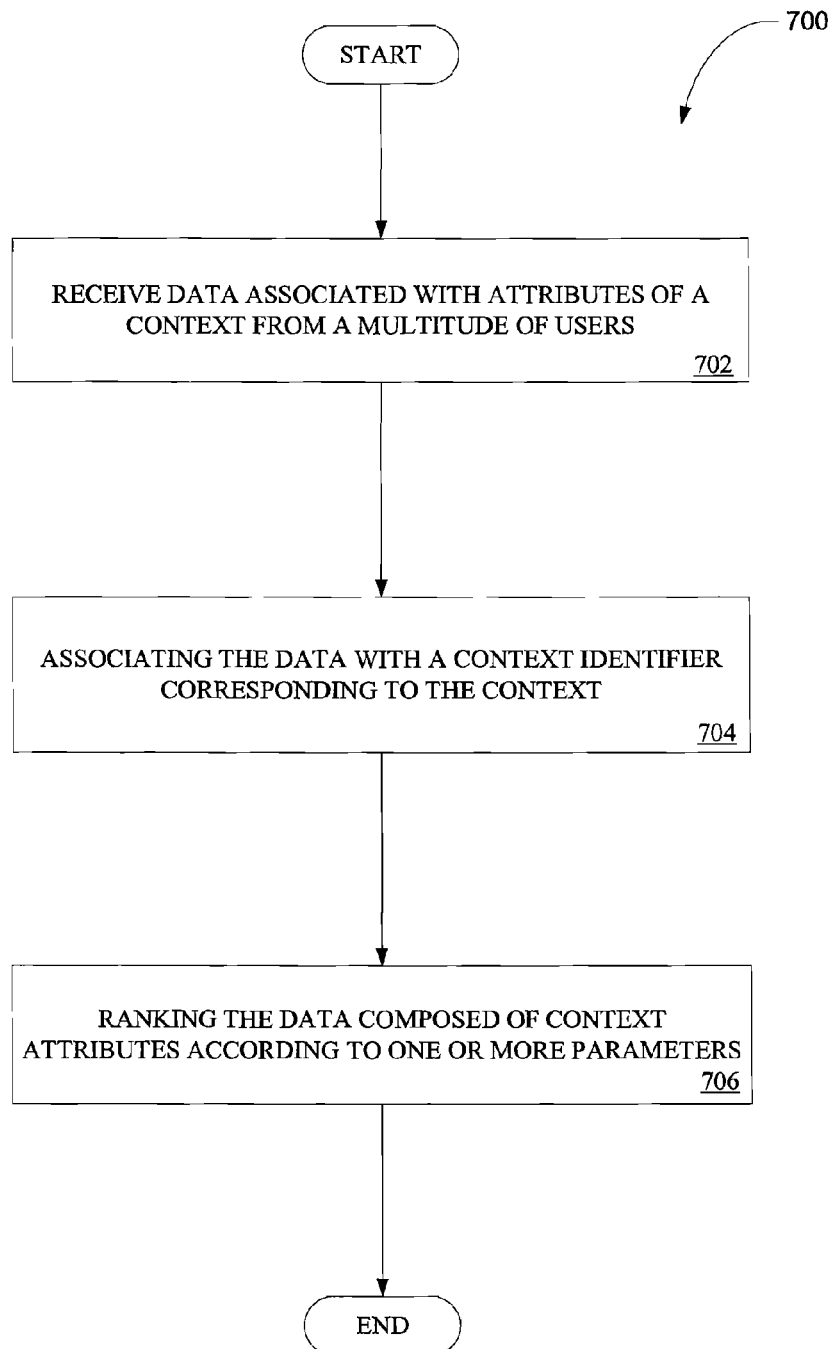 700
START
RECEIVE DATA ASSOCIATED WITH ATTRIBUTES OF A
CONTEXT FROM A MULTITUDE OF USERS
702
ASSOCIATING THE DATA WITH A CONTEXT IDENTIFIER
CORRESPONDING TO THE CONTEXT
704
RANKING THE DATA COMPOSED OF CONTEXT
ATTRIBUTES ACCORDING TO ONE OR MORE PARAMETERS
706
END